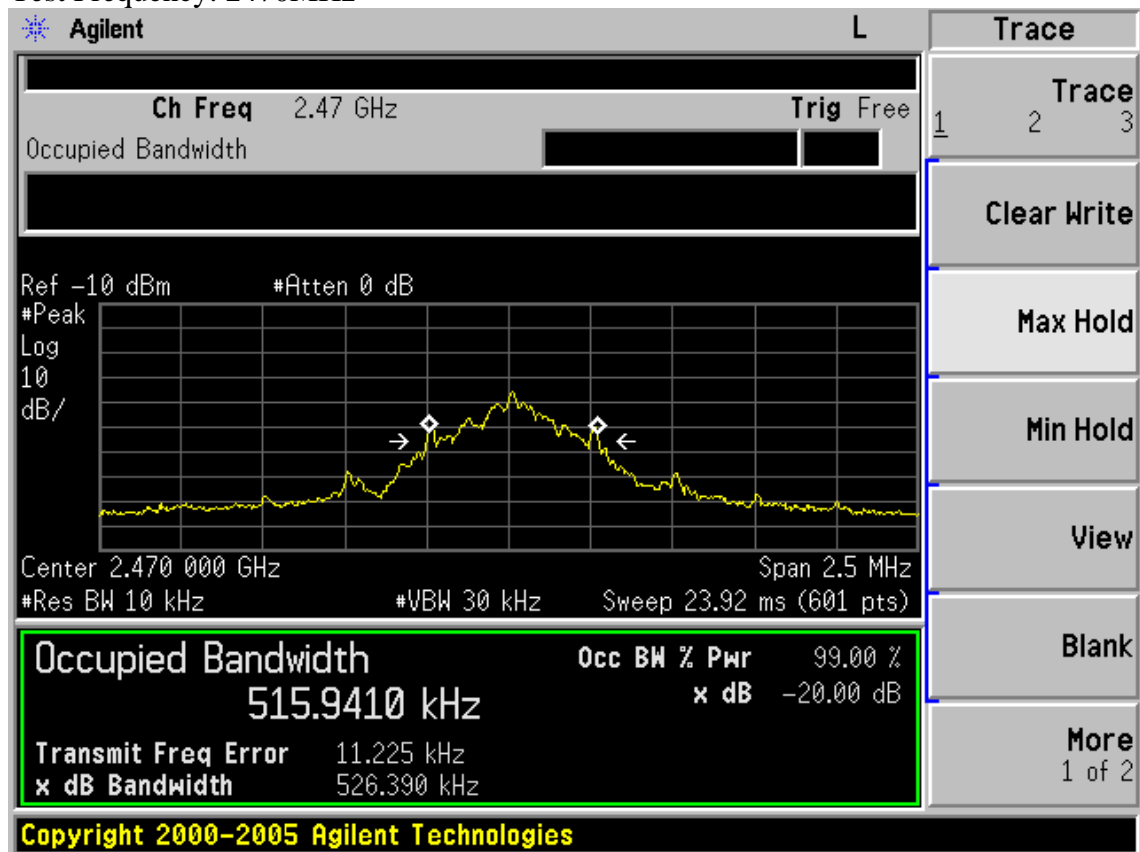 Agilent L Trace
Ch Freq 2.47 GHz Trig Free
Occupied Bandwidth
Trace
1 2 3
Clear Write
Ref -10 dBm #Atten 0 dB
#Peak
Log
10
dB/
Max Hold
Min Hold
View
Center 2.470 000 GHz Span 2.5 MHz
#Res BW 10 kHz #VBW 30 kHz Sweep 23.92 ms (601 pts)
Occupied Bandwidth Occ BW % Pwr 99.00 %
515.9410 kHz x dB -20.00 dB
Transmit Freq Error 11.225 kHz
x dB Bandwidth 526.390 kHz
Blank
More
1 of 2
Copyright 2000-2005 Agilent Technologies